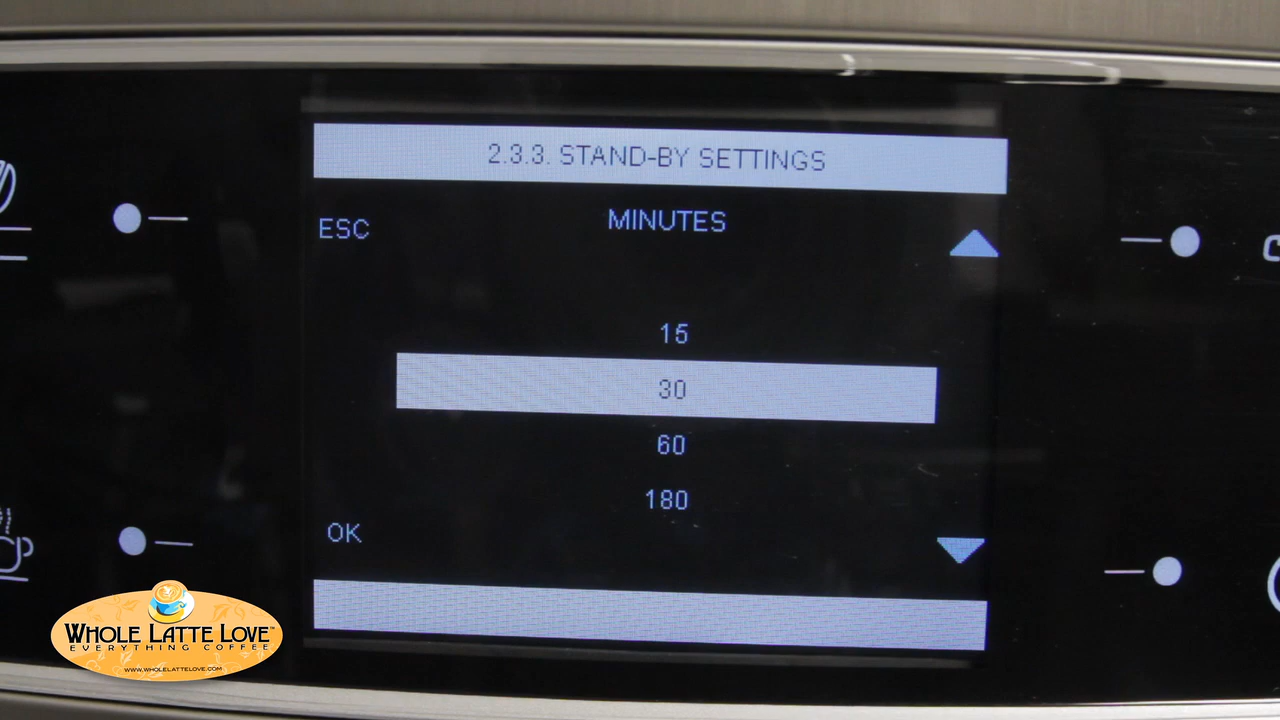 2.3.3. STAND-BY SETTINGS
ESC
MINUTES
15
30
60
180
OK
WHOLE LATTE LOVE™
EVERYTHING COFFEE
WWW.WHOLELATTELOVE.COM